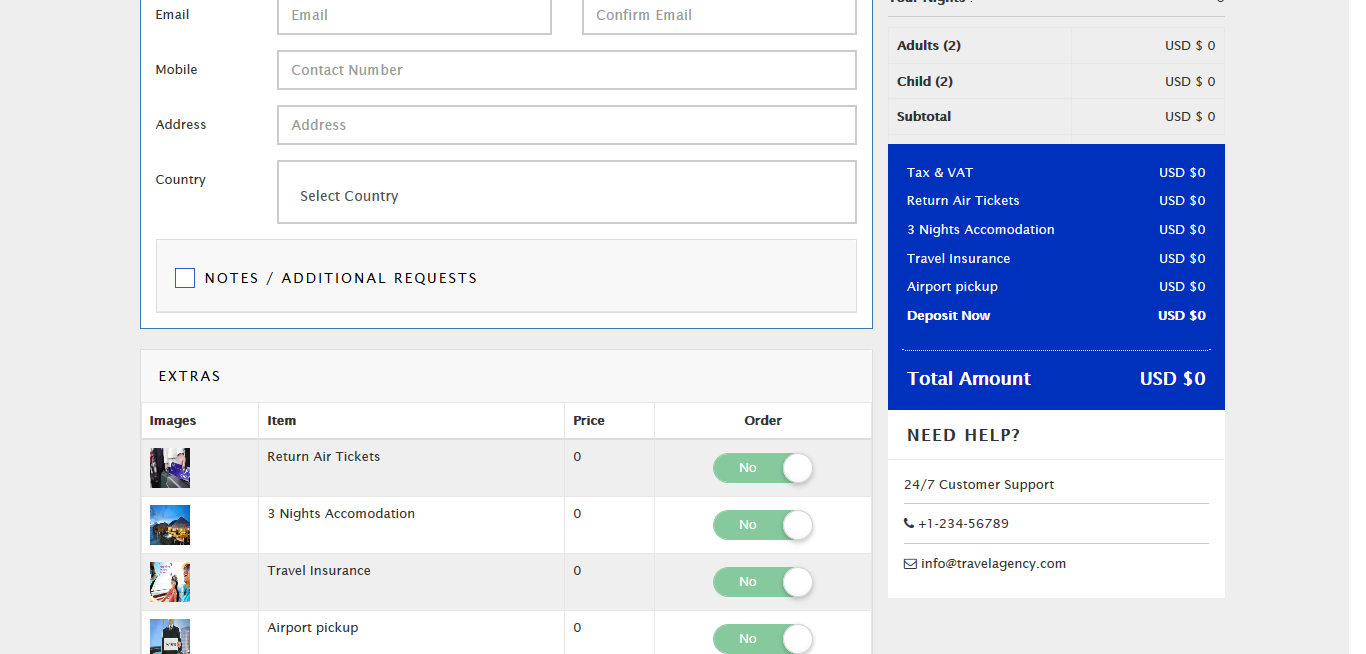 Email
Email
Confirm Email
Mobile
Contact Number
Address
Address
Country
Select Country
NOTES / ADDITIONAL REQUESTS
EXTRAS
Images Item Price Order
Return Air Tickets 0 No
3 Nights Accomodation 0 No
Travel Insurance 0 No
Airport pickup 0 No
Adults (2) USD $ 0
Child (2) USD $ 0
Subtotal USD $ 0
Tax & VAT USD $0
Return Air Tickets USD $0
3 Nights Accomodation USD $0
Travel Insurance USD $0
Airport pickup USD $0
Deposit Now USD $0
Total Amount USD $0
NEED HELP?
24/7 Customer Support
+1-234-56789
info@travelagency.com